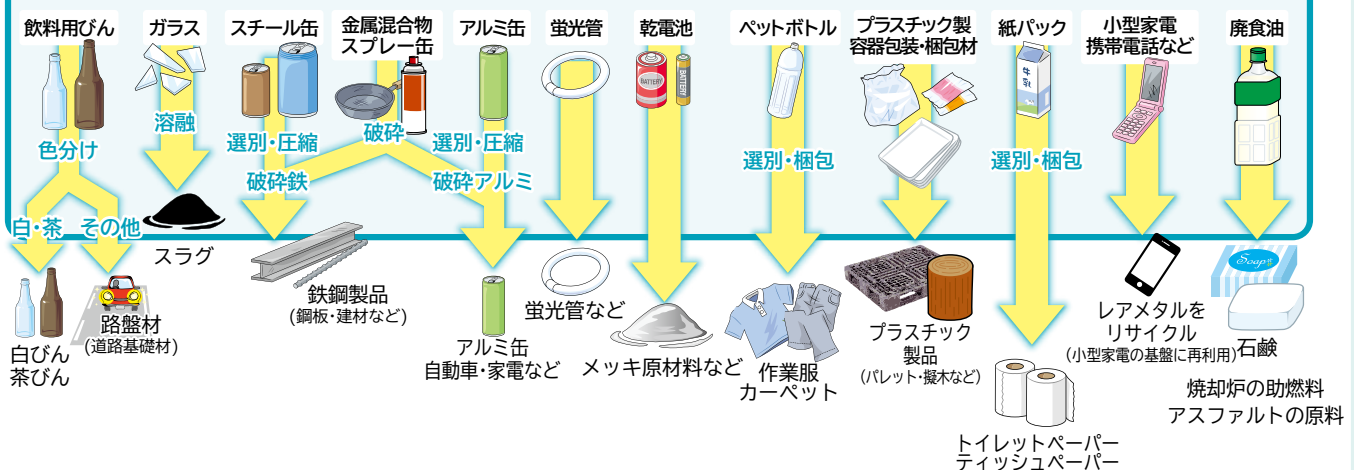 飲料用びん
ガラス
スチール缶
金属混合物
スプレー缶
アルミ缶
蛍光管
乾電池
ペットボトル
プラスチック製
容器包装・梱包材
紙パック
小型家電
携帯電話など
廃食油
BATTERY
BATTERY
牛乳
色分け
溶融
選別・圧縮
破砕
選別・圧縮
選別・梱包
選別・梱包
破砕鉄
破砕アルミ
白・茶
その他
スラグ
白びん
茶びん
路盤材
(道路基礎材)
鉄鋼製品
(鋼板・建材など)
アルミ缶
自動車・家電など
蛍光管など
メッキ原材料など
作業服
カーペット
プラスチック
製品
(パレット・擬木など)
トイレットペーパー
ティッシュペーパー
レアメタルを
リサイクル
(小型家電の基盤に再利用)
Soap
石鹸
焼却炉の助燃料
アスファルトの原料